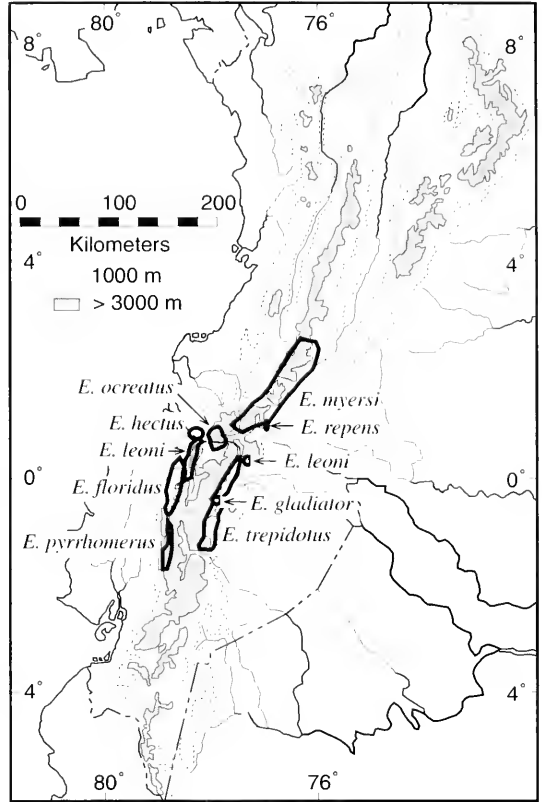 80° 76°
8° 8°
0 100 200
Kilometers
1000 m
> 3000 m
4° 4°
E. ocreatus
E. myersi
E. hectus
E. repens
E. leoni
E. leoni
0° 0°
E. floridus
E. gladiator
E. pyrrhomerus
E. trepidotus
4° 4°
80° 76°